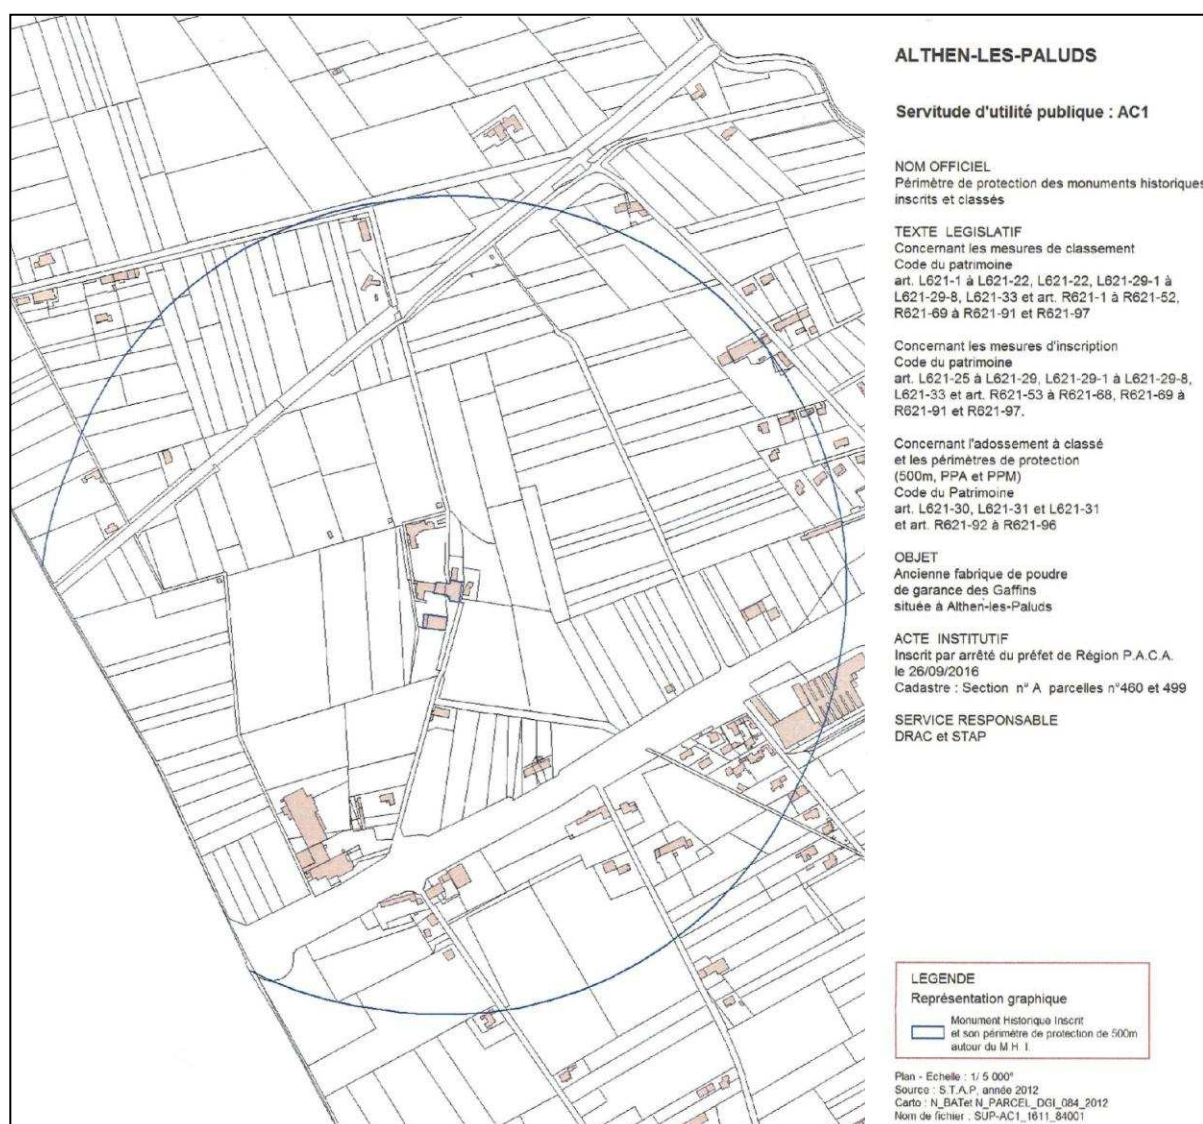 ALTHEN-LES-PALUDS
Servitude d'utilité publique : AC1
NOM OFFICIEL
Périmètre de protection des monuments historiques
inscrits et classés
TEXTE LEGISLATIF
Concernant les mesures de classement
Code du patrimoine
art. L621-1 à L621-22, L621-22, L621-29-1 à
L621-29-8, L621-33 et art. R621-1 à R621-52,
R621-69 à R621-91 et R621-97
Concernant les mesures d'inscription
Code du patrimoine
art. L621-25 à L621-29, L621-29-1 à L621-29-8,
L621-33 et art. R621-53 à R621-68, R621-69 à
R621-91 et R621-97.
Concernant l'adossement à classé
et les périmètres de protection
(500m, PPA et PPM)
Code du Patrimoine
art. L621-30, L621-31 et L621-31
et art. R621-92 à R621-96
OBJET
Ancienne fabrique de poudre
de garance des Gaffins
située à Althen-les-Paluds
ACTE INSTITUTIF
Inscrit par arrêté du préfet de Région P.A.C.A.
le 26/09/2016
Cadastre : Section n° A parcelles n°460 et 499
SERVICE RESPONSABLE
DRAC et STAP
LEGENDE
Représentation graphique
Monument Historique Inscrit
et son périmètre de protection de 500m
autour du M.H.I.
Plan - Echelle : 1/ 5 000°
Source : S.T.A.P, année 2012
Carto : N_BATet N_PARCEL_DGI_084_2012
Nom de fichier : SUP-AC1_1611_84001